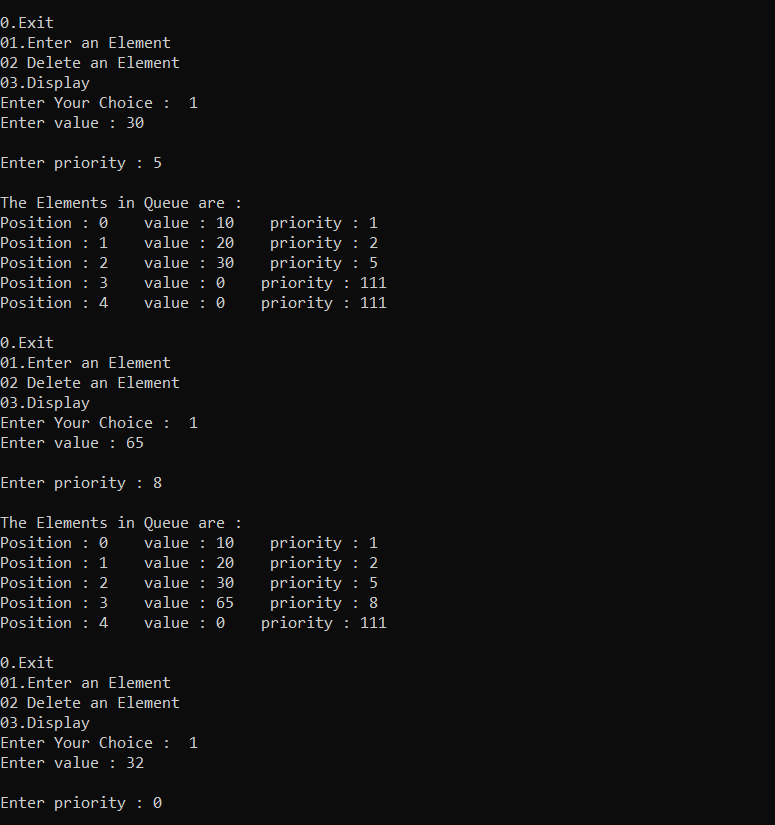 0.Exit
01.Enter an Element
02 Delete an Element
03.Display
Enter Your Choice :  1
Enter value : 30
Enter priority : 5
The Elements in Queue are :
Position : 0    value : 10    priority : 1
Position : 1    value : 20    priority : 2
Position : 2    value : 30    priority : 5
Position : 3    value : 0    priority : 111
Position : 4    value : 0    priority : 111
0.Exit
01.Enter an Element
02 Delete an Element
03.Display
Enter Your Choice :  1
Enter value : 65
Enter priority : 8
The Elements in Queue are :
Position : 0    value : 10    priority : 1
Position : 1    value : 20    priority : 2
Position : 2    value : 30    priority : 5
Position : 3    value : 65    priority : 8
Position : 4    value : 0    priority : 111
0.Exit
01.Enter an Element
02 Delete an Element
03.Display
Enter Your Choice :  1
Enter value : 32
Enter priority : 0